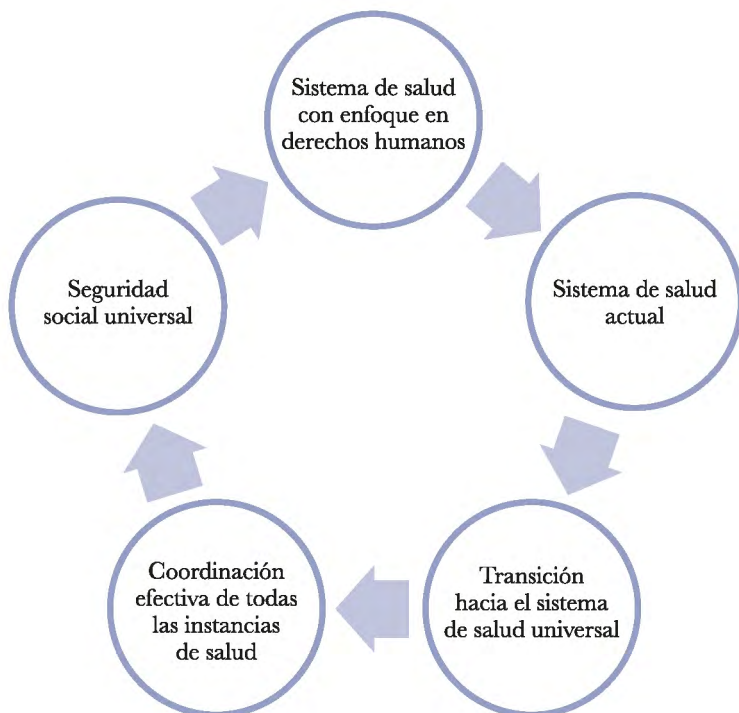 Sistema de salud
con enfoque en
derechos humanos
Sistema de salud
actual
Transición
hacia el sistema
de salud universal
Coordinación
efectiva de todas
las instancias
de salud
Seguridad
social universal